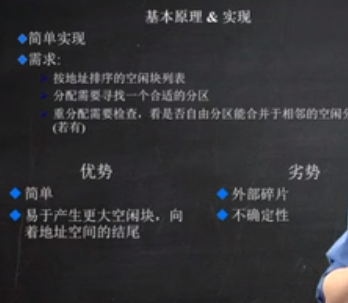 基本原理 & 实现
简单实现
需求:
按地址排序的空闲块列表
分配需要寻找一个合适的分区
重分配需要检查，看是否自由分区能合并于相邻的空闲分
(若有)
优势
简单
易于产生更大空闲块，向
着地址空间的结尾
劣势
外部碎片
不确定性